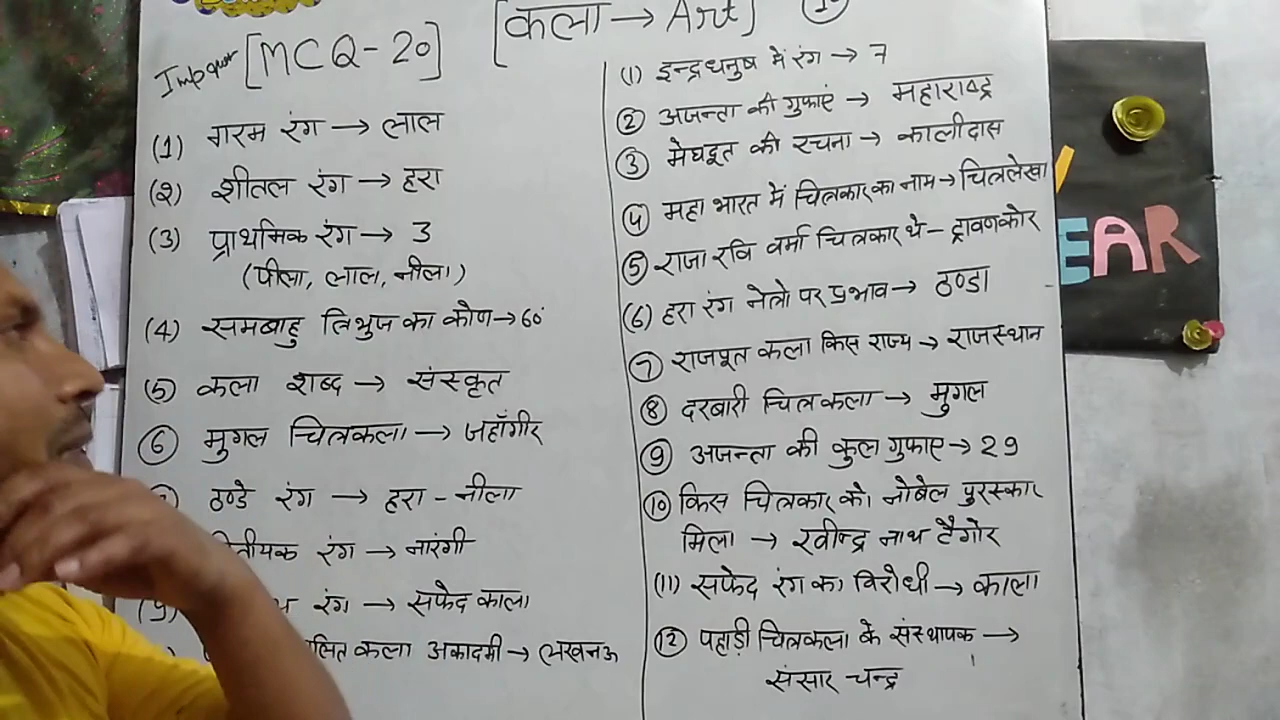 [कला → Art]
Imp que [MCQ-20]
(1) गरम रंग → लाल
(२) शीतल रंग → हरा
(3) प्राथमिक रंग → 3
(पीला, लाल, नीला)
(4) समबाहु त्रिभुज का कोण → 60°
(5) कला शब्द → संस्कृत
(6) मुगल चित्रकला → जहाँगीर
ठण्डे रंग → हरा - नीला
रंग → नारंगी
(9) रंग → सफेद काला
कला अकादमी → लखनऊ
(1) इन्द्रधनुष में रंग → 7
(2) अजन्ता की गुफाएं → महाराष्ट्र
(3) मेघदूत की रचना → कालीदास
(4) महा भारत में चित्रकार का नाम → चित्रलेखा
(5) राजा रवि वर्मा चित्रकार थे - ट्रावणकोर
(6) हरा रंग नेत्रो पर प्रभाव → ठण्डा
(7) राजपूत कला किस राज्य → राजस्थान
(8) दरबारी चित्रकला → मुगल
(9) अजन्ता की कुल गुफाए → 29
(10) किस चित्रकार को नोबेल पुरस्कार
मिला → रवीन्द्र नाथ टैगोर
(11) सफेद रंग का विरोधी → काला
(12) पहाड़ी चित्रकला के संस्थापक →
संसार चन्द्र
EAR